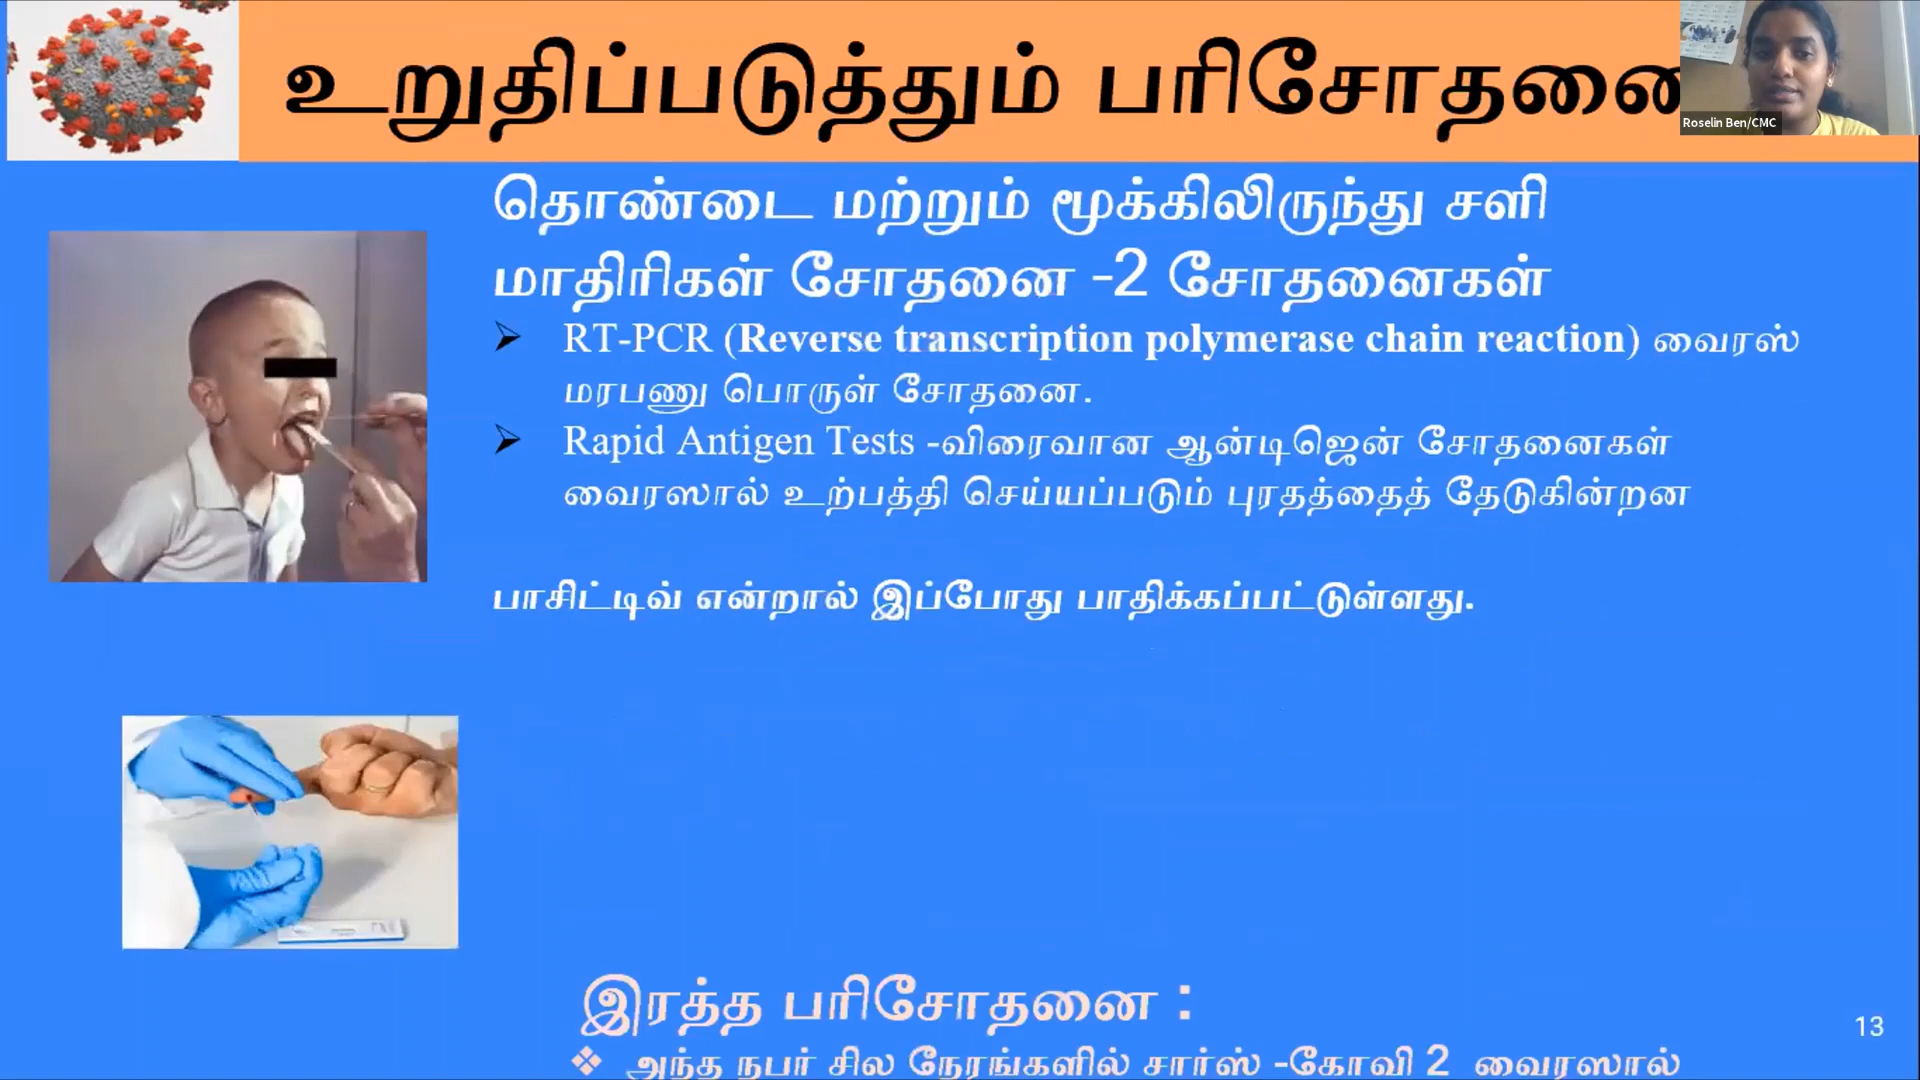 உறுதிப்படுத்தும் பரிசோதனை
Roselin Ben/CMC
தொண்டை மற்றும் மூக்கிலிருந்து சளி
மாதிரிகள் சோதனை -2 சோதனைகள்
➢ RT-PCR (Reverse transcription polymerase chain reaction) வைரஸ்
மரபணு பொருள் சோதனை.
➢ Rapid Antigen Tests -விரைவான ஆன்டிஜென் சோதனைகள்
வைரஸால் உற்பத்தி செய்யப்படும் புரதத்தைத் தேடுகின்றன
பாசிட்டிவ் என்றால் இப்போது பாதிக்கப்பட்டுள்ளது.
இரத்த பரிசோதனை :
13
❖ அந்த நபர் சில நேரங்களில் சார்ஸ் -கோவி 2 வைரஸால்